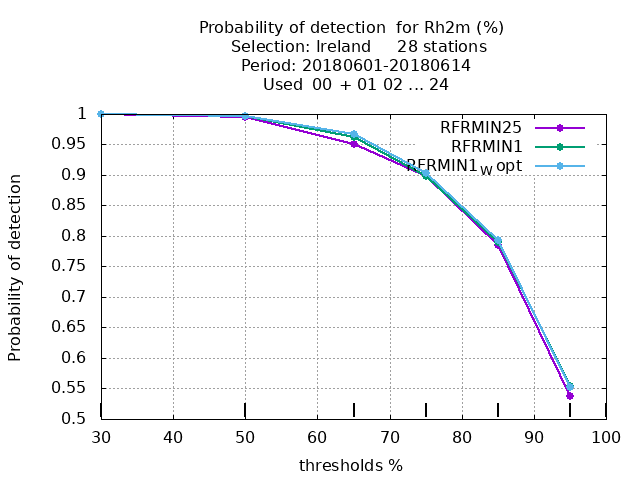 Probability of detection  for Rh2m (%)
Selection: Ireland     28 stations
Period: 20180601-20180614
Used  00 + 01 02 ... 24
Probability of detection
1
0.95
0.9
0.85
0.8
0.75
0.7
0.65
0.6
0.55
0.5
RFRMIN25
RFRMIN1
RFRMIN1W opt
30 40 50 60 70 80 90 100
thresholds %